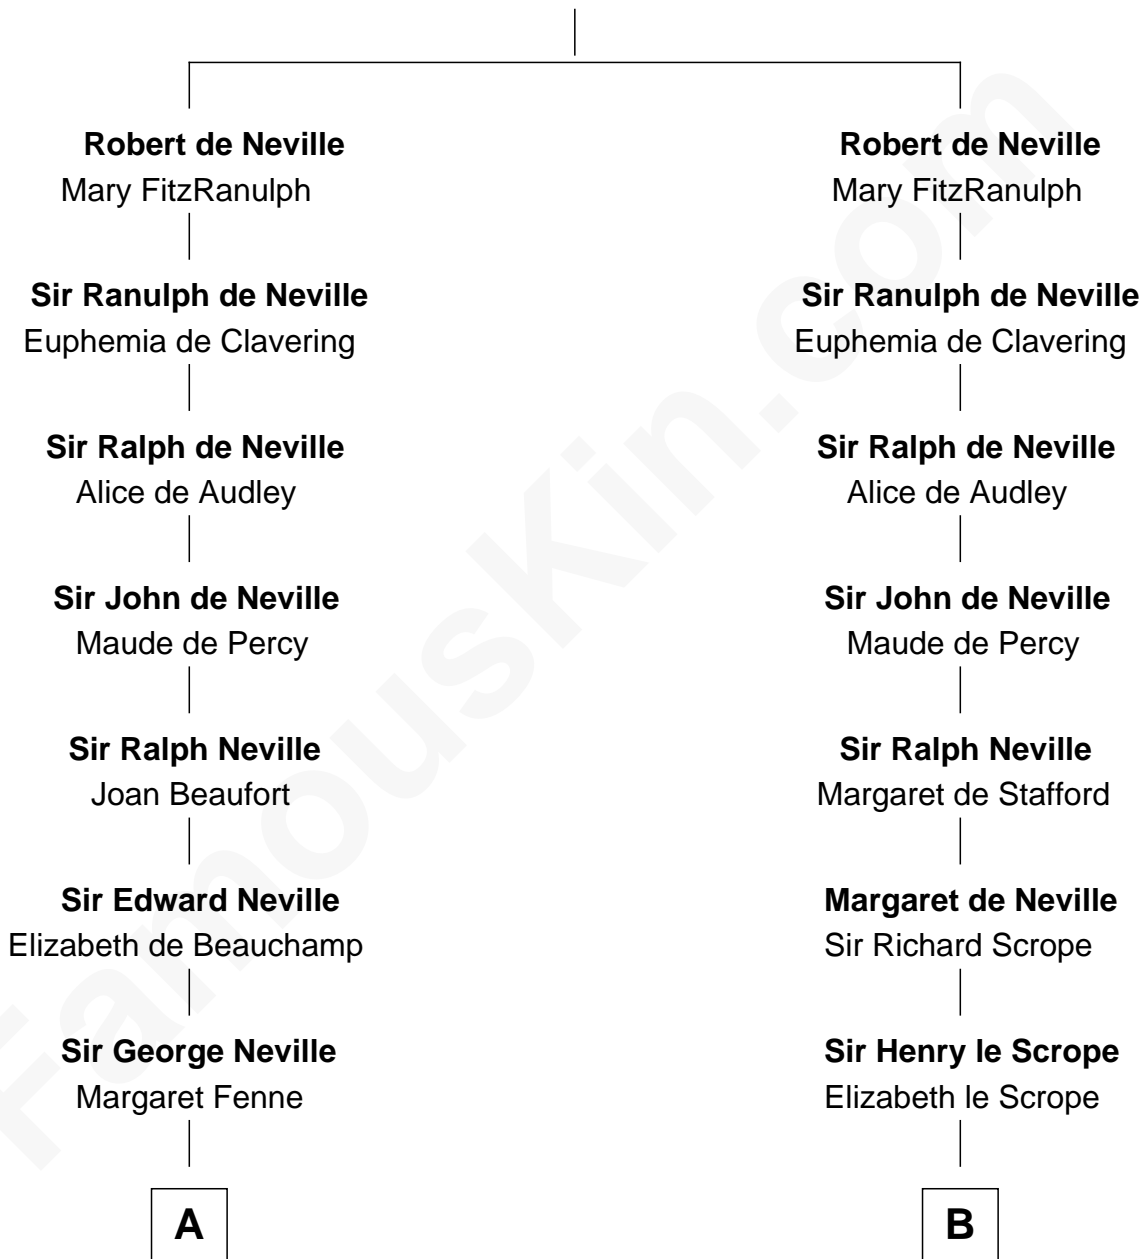 Robert de Neville
Mary FitzRanulph
Sir Ranulph de Neville
Euphemia de Clavering
Sir Ralph de Neville
Alice de Audley
Sir John de Neville
Maude de Percy
Sir Ralph Neville
Joan Beaufort
Sir Edward Neville
Elizabeth de Beauchamp
Sir George Neville
Margaret Fenne
A
Robert de Neville
Mary FitzRanulph
Sir Ranulph de Neville
Euphemia de Clavering
Sir Ralph de Neville
Alice de Audley
Sir John de Neville
Maude de Percy
Sir Ralph Neville
Margaret de Stafford
Margaret de Neville
Sir Richard Scrope
Sir Henry le Scrope
Elizabeth le Scrope
B
FamousKin.com